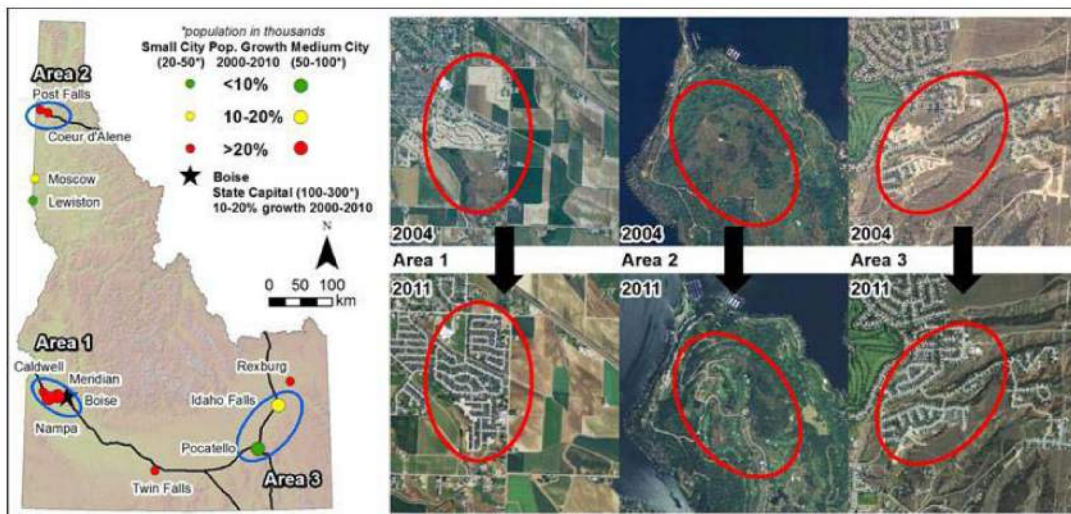 *population in thousands
Small City Pop. Growth Medium City
(20-50*) 2000-2010 (50-100*)
<10%
10-20%
>20%
Boise
State Capital (100-300*)
10-20% growth 2000-2010
N
0 50 100
km
Area 2
Post Falls
Coeur d'Alene
Moscow
Lewiston
Area 1
Caldwell
Meridian
Boise
Nampa
Rexburg
Idaho Falls
Pocatello
Twin Falls
Area 3
2004
2004
2004
Area 1
Area 2
Area 3
2011
2011
2011